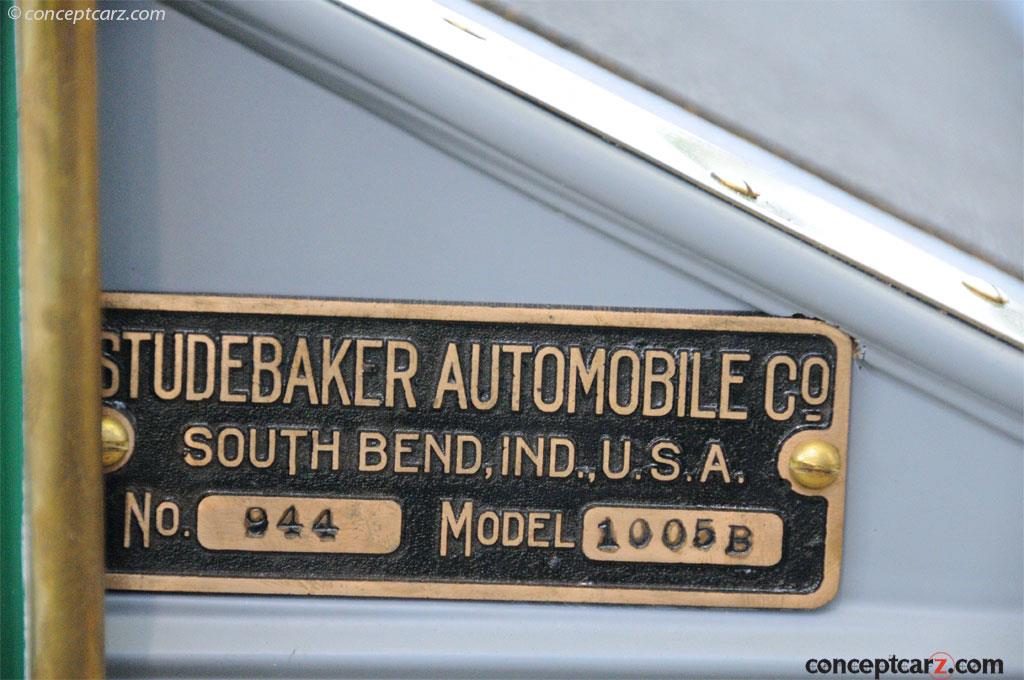 © conceptcarz.com
STUDEBAKER AUTOMOBILE CO
SOUTH BEND, IND., U.S.A.
No. 944 MODEL 1005B
conceptcarz.com